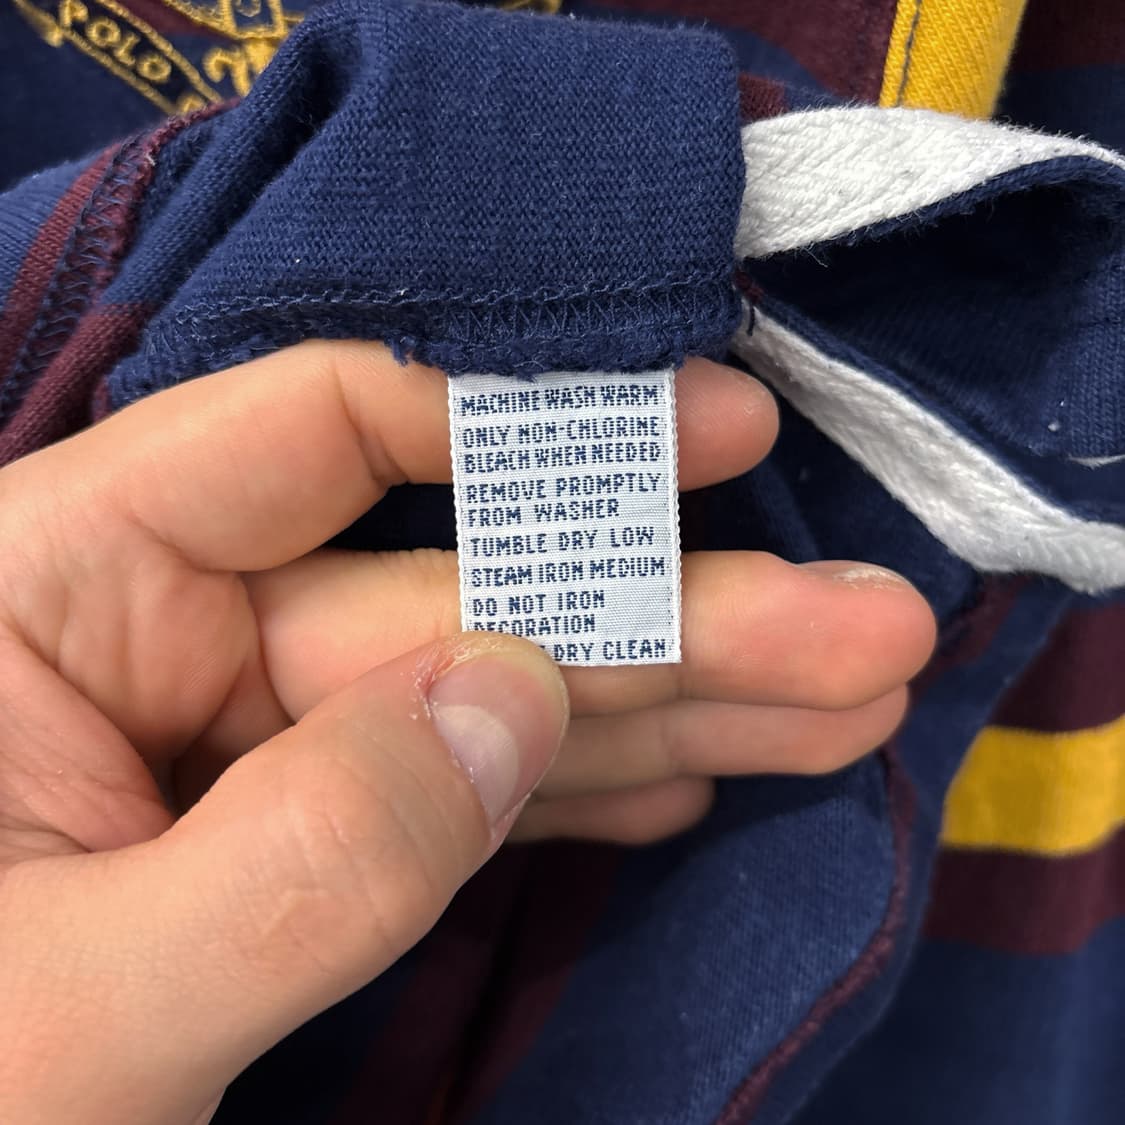 POLO
MACHINE WASH WARM
ONLY NON-CHLORINE
BLEACH WHEN NEEDED
REMOVE PROMPTLY
FROM WASHER
TUMBLE DRY LOW
STEAM IRON MEDIUM
DO NOT IRON
DECORATION
DRY CLEAN